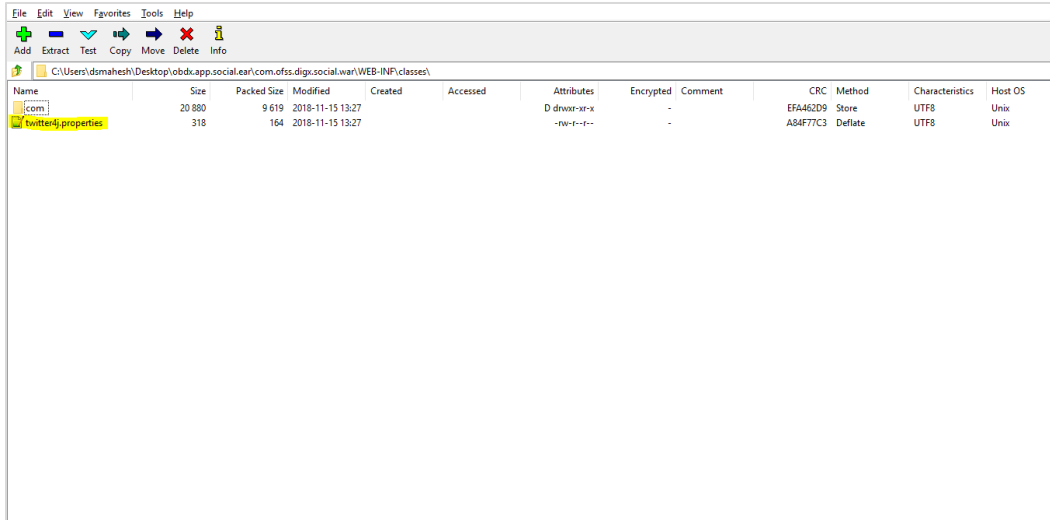 File Edit View Favorites Tools Help
Add Extract Test Copy Move Delete Info
C:\Users\dsmahesh\Desktop\obdx.app.social.ear\com.ofss.digx.social.war\WEB-INF\classes\
Name Size Packed Size Modified Created Accessed Attributes Encrypted Comment CRC Method Characteristics Host OS
com 20 880 9 619 2018-11-15 13:27 D drwxr-xr-x - EFA462D9 Store UTF8 Unix
twitter4j.properties 318 164 2018-11-15 13:27 -rw-r--r-- - A84F77C3 Deflate UTF8 Unix